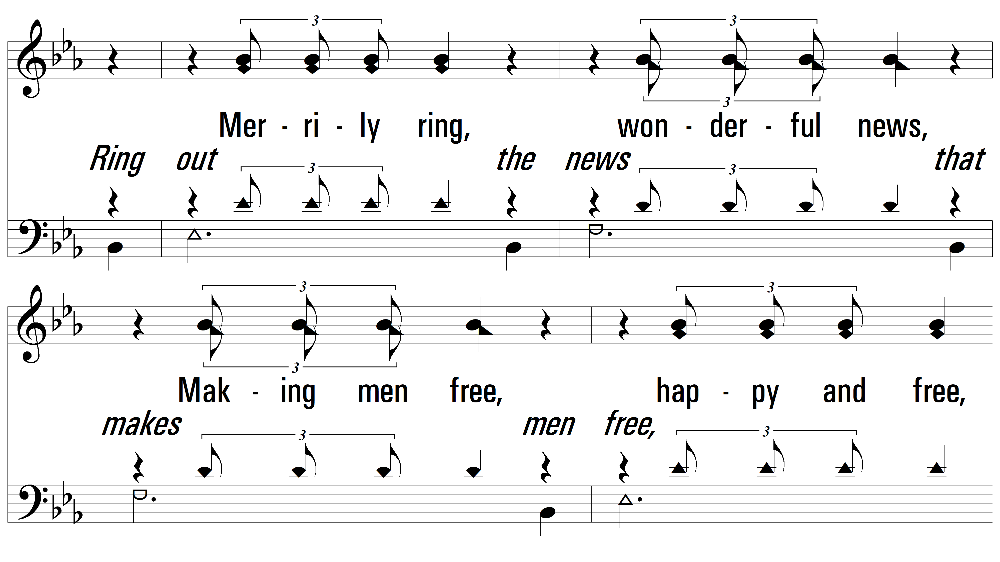 3 3
3
Mer - ri - ly ring, won - der - ful news,
Ring out the news that
3 3
3 3
3
Mak - ing men free, hap - py and free,
makes men free,
3 3